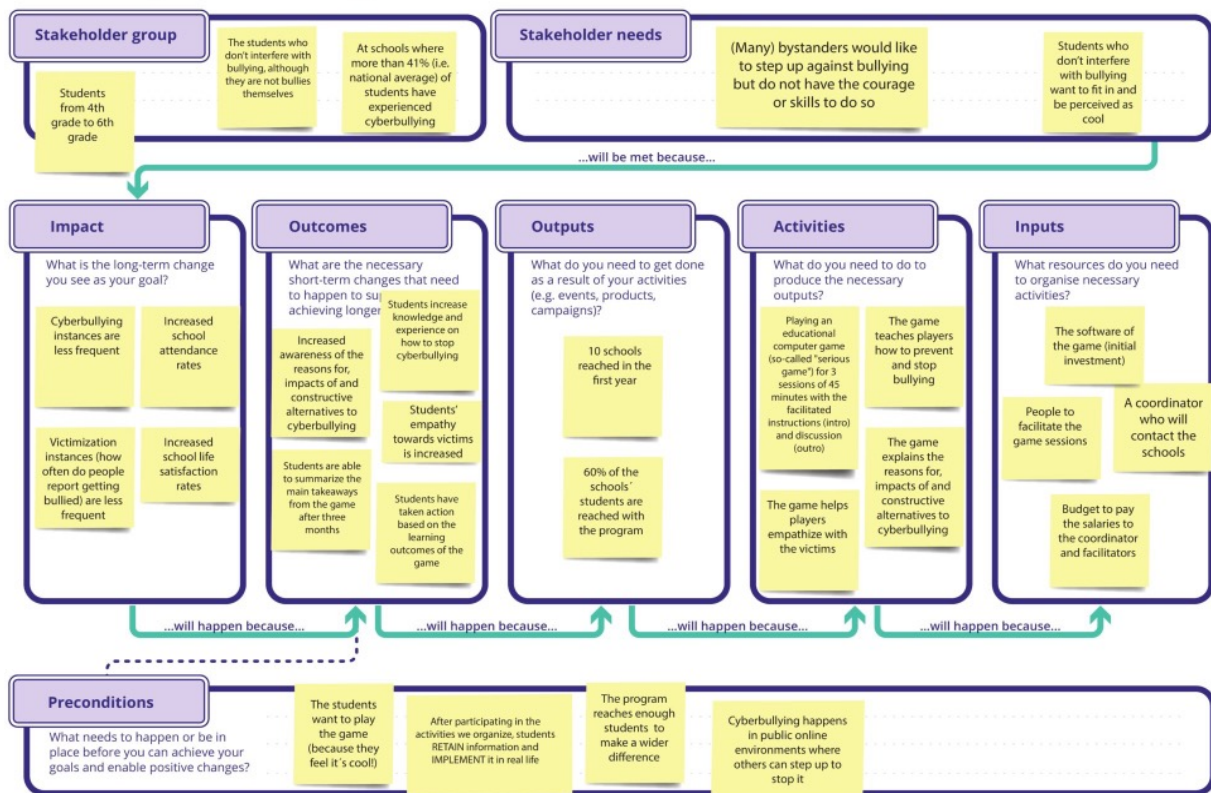 Stakeholder group
Students
from 4th
grade to 6th
grade
The students who
don't interfere with
bullying, although
they are not bullies
themselves
At schools where
more than 41% (i.e.
national average) of
students have
experienced
cyberbullying
Stakeholder needs
(Many) bystanders would like
to step up against bullying
but do not have the courage
or skills to do so
Students who
don't interfere
with bullying
want to fit in and
be perceived as
cool
...will be met because...
Impact
What is the long-term change
you see as your goal?
Cyberbullying
instances are
less frequent
Increased
school
attendance
rates
Victimization
instances (how
often do people
report getting
bullied) are less
frequent
Increased
school life
satisfaction
rates
Outcomes
What are the necessary
short-term changes that need
to happen to su
achieving longe
Students increase
knowledge and
experience on
how to stop
cyberbullying
Increased
awareness of the
reasons for,
impacts of and
constructive
alternatives to
cyberbullying
Students'
empathy
towards victims
is increased
Students are able
to summarize the
main takeaways
from the game
after three
months
Students have
taken action
based on the
learning
outcomes of the
game
Outputs
What do you need to get done
as a result of your activities
(e.g. events, products,
campaigns)?
10 schools
reached in the
first year
60% of the
schools´
students are
reached with
the program
Activities
What do you need to do to
produce the necessary
outputs?
Playing an
educational
computer game
(so-called "serious
game") for 3
sessions of 45
minutes with the
facilitated
instructions (intro)
and discussion
(outro)
The game
teaches players
how to prevent
and stop
bullying
The game helps
players
empathize with
the victims
The game
explains the
reasons for,
impacts of and
constructive
alternatives to
cyberbullying
Inputs
What resources do you need
to organise necessary
activities?
The software of
the game (initial
investment)
People to
facilitate the
game sessions
A coordinator
who will
contact the
schools
Budget to pay
the salaries to
the coordinator
and facilitators
...will happen because...
...will happen because...
...will happen because...
...will happen because...
Preconditions
What needs to happen or be in
place before you can achieve your
goals and enable positive changes?
The students
want to play
the game
(because they
feel it´s cool!)
After participating in the
activities we organize, students
RETAIN information and
IMPLEMENT it in real life
The program
reaches enough
students to
make a wider
difference
Cyberbullying happens
in public online
environments where
others can step up to
stop it